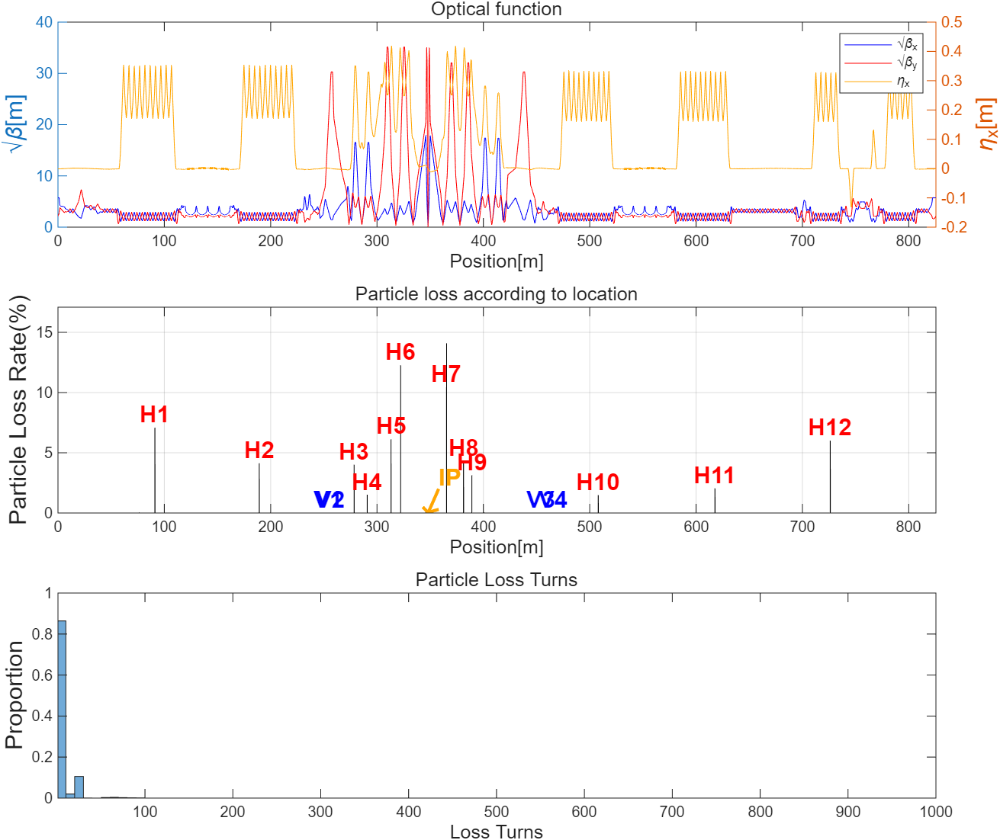 Optical function
40
30
20
10
0
√β[m]
0.5
0.4
0.3
0.2
0.1
0
-0.1
-0.2
ηx[m]
√βx
√βy
ηx
0 100 200 300 400 500 600 700 800
Position[m]
Particle loss according to location
15
10
5
0
Particle Loss Rate(%)
H1
H2
H3
H4
H5
H6
H7
H8
H9
H10
H11
H12
V1
V2
V3
V4
IP
0 100 200 300 400 500 600 700 800
Position[m]
Particle Loss Turns
1
0.8
0.6
0.4
0.2
0
Proportion
100 200 300 400 500 600 700 800 900 1000
Loss Turns